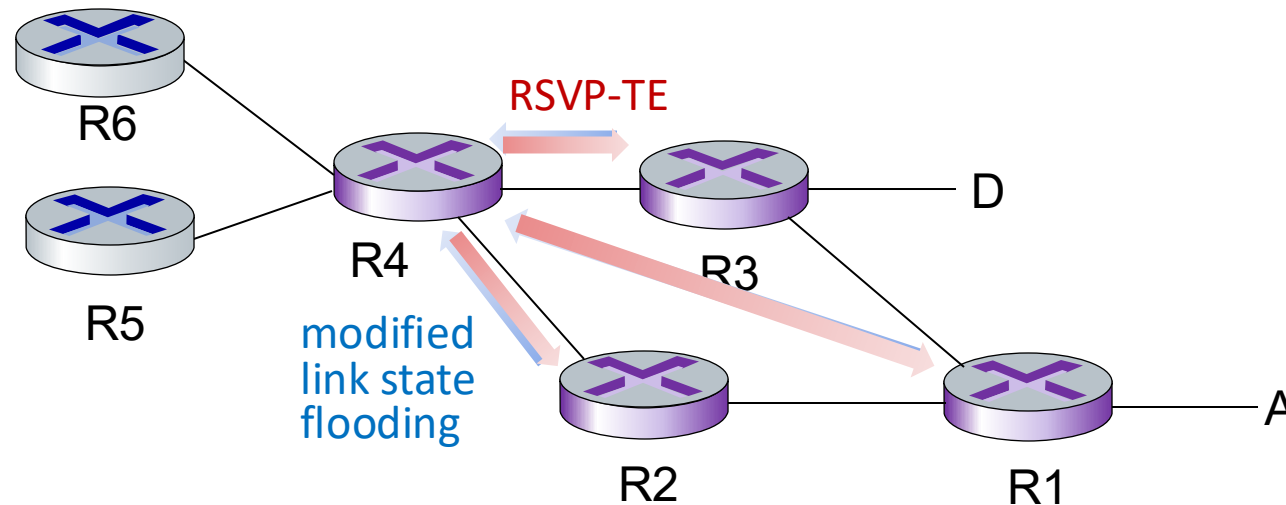 RSVP-TE
R6
D
R4
R3
R5
modified
link state
flooding
A
R2
R1